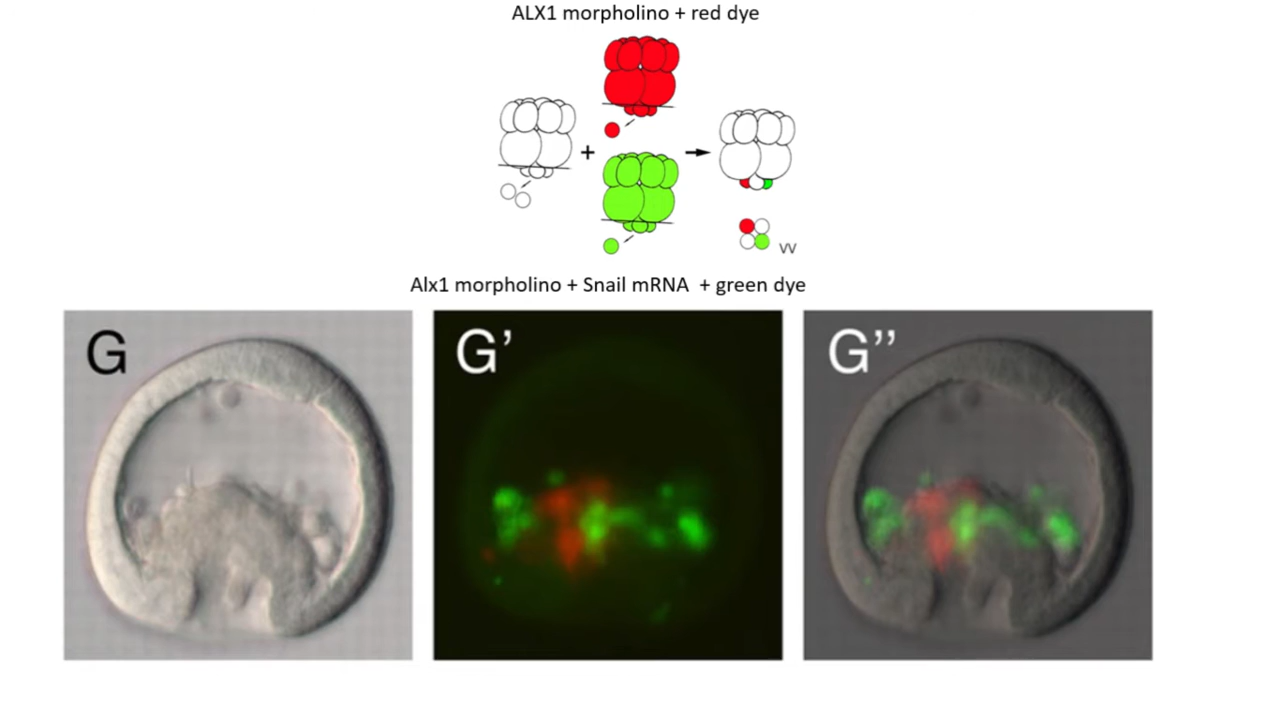 ALX1 morpholino + red dye
+
vv
Alx1 morpholino + Snail mRNA + green dye
G
G’
G’’